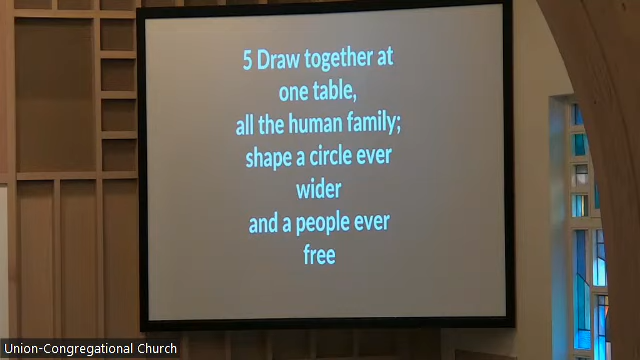 5 Draw together at
one table,
all the human family;
shape a circle ever
wider
and a people ever
free
Union-Congregational Church